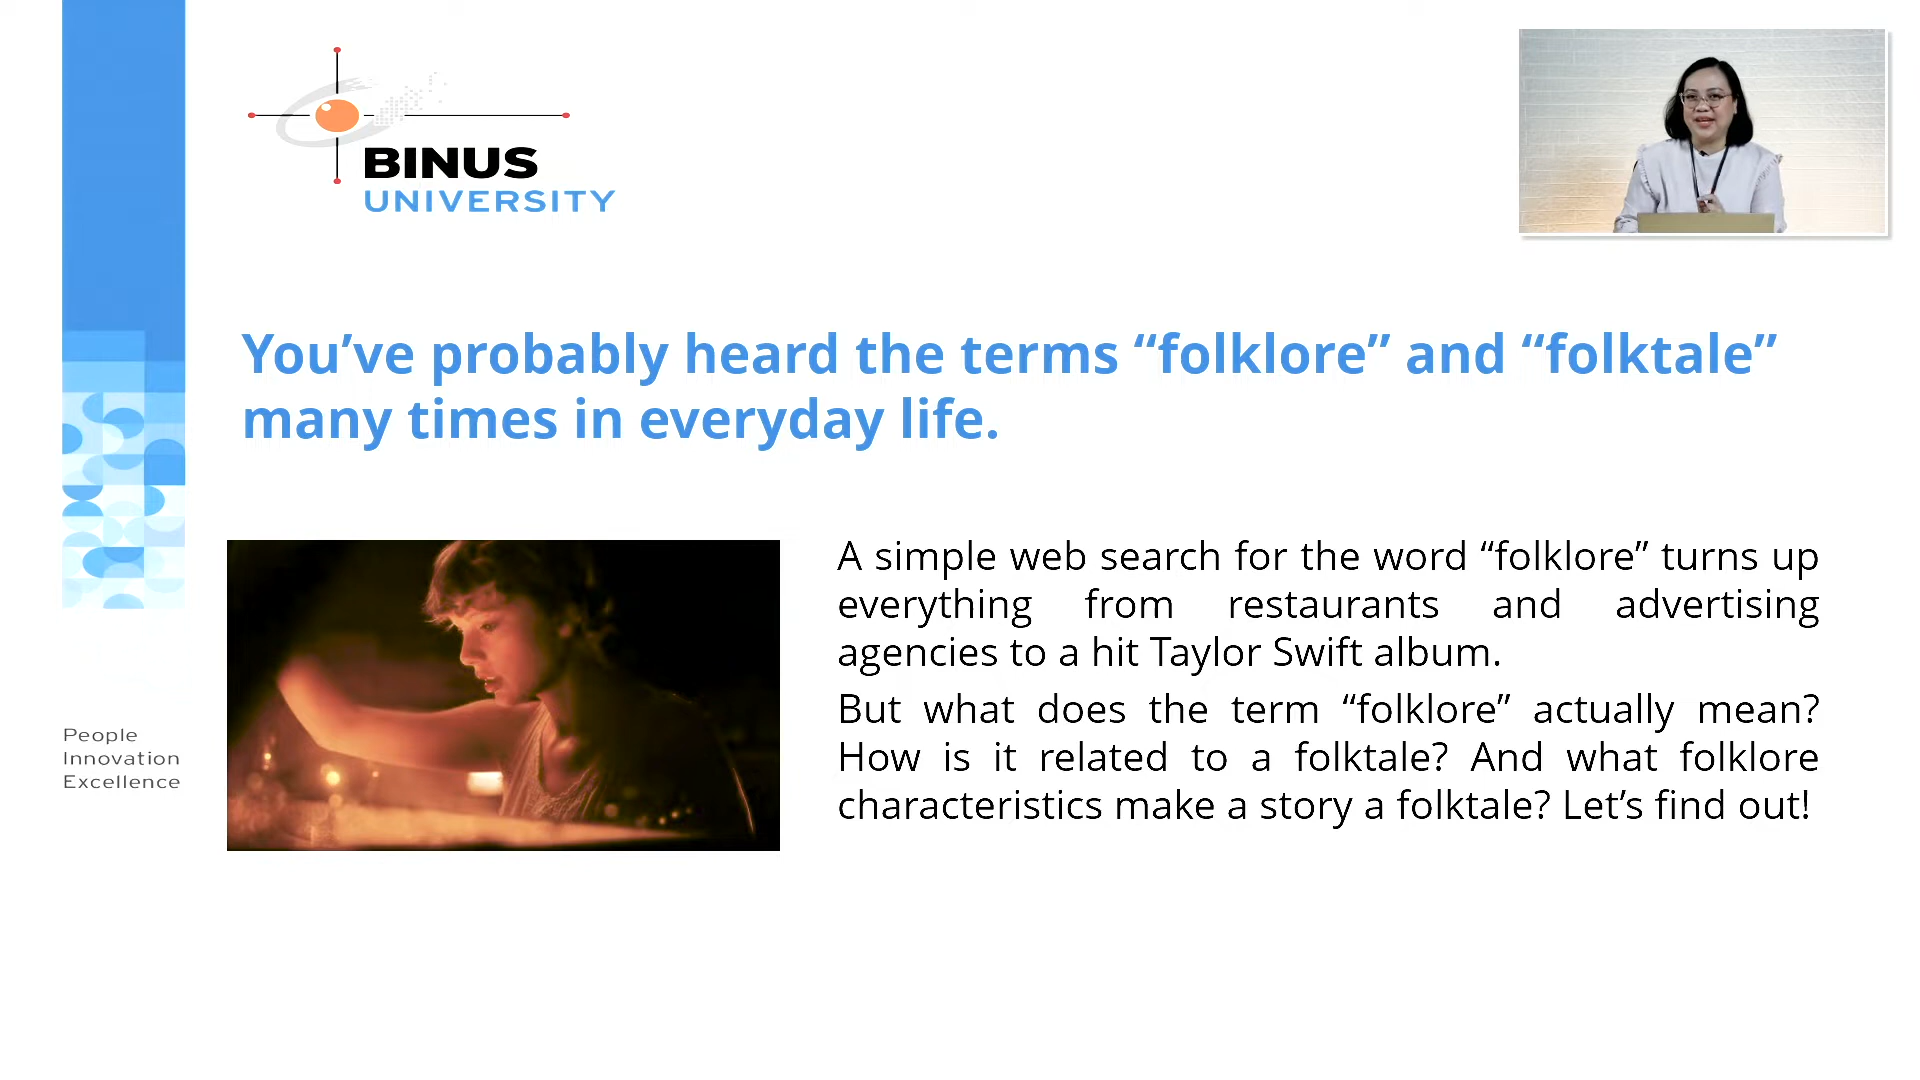 BINUS
UNIVERSITY
You’ve probably heard the terms “folklore” and “folktale”
many times in everyday life.
A simple web search for the word “folklore” turns up
everything from restaurants and advertising
agencies to a hit Taylor Swift album.
But what does the term “folklore” actually mean?
How is it related to a folktale? And what folklore
characteristics make a story a folktale? Let’s find out!
People
Innovation
Excellence